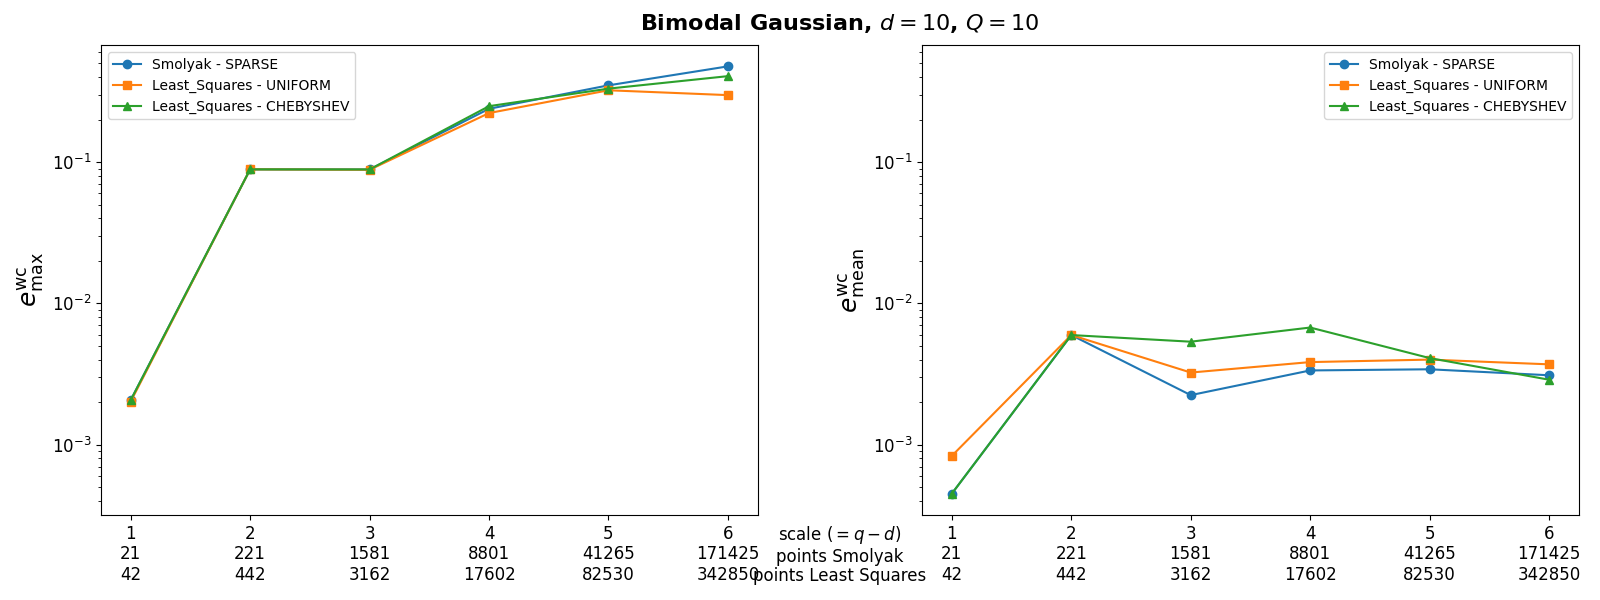 Bimodal Gaussian, d = 10, Q = 10
Smolyak - SPARSE
Least_Squares - UNIFORM
Least_Squares - CHEBYSHEV
10⁻¹
10⁻²
10⁻³
e^wc_max
1 2 3 4 5 6
21 221 1581 8801 41265 171425
42 442 3162 17602 82530 342850
scale (= q − d)
points Smolyak
points Least Squares
Smolyak - SPARSE
Least_Squares - UNIFORM
Least_Squares - CHEBYSHEV
10⁻¹
10⁻²
10⁻³
e^wc_mean
1 2 3 4 5 6
21 221 1581 8801 41265 171425
42 442 3162 17602 82530 342850